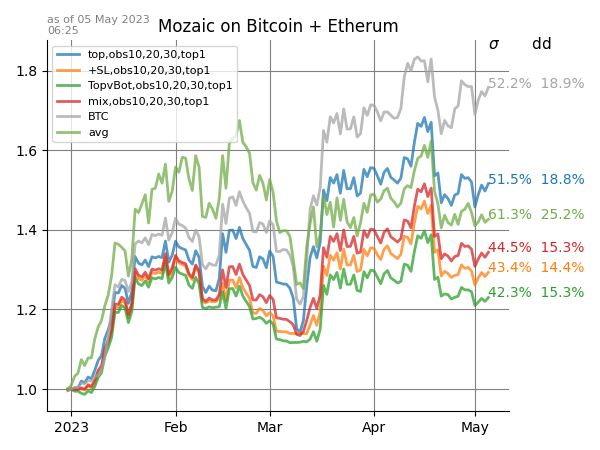 as of 05 May 2023
06:25
Mozaic on Bitcoin + Etherum
σ dd
top,obs10,20,30,top1
+SL,obs10,20,30,top1
TopvBot,obs10,20,30,top1
mix,obs10,20,30,top1
BTC
avg
1.8
1.6
1.4
1.2
1.0
52.2% 18.9%
51.5% 18.8%
61.3% 25.2%
44.5% 15.3%
43.4% 14.4%
42.3% 15.3%
2023 Feb Mar Apr May